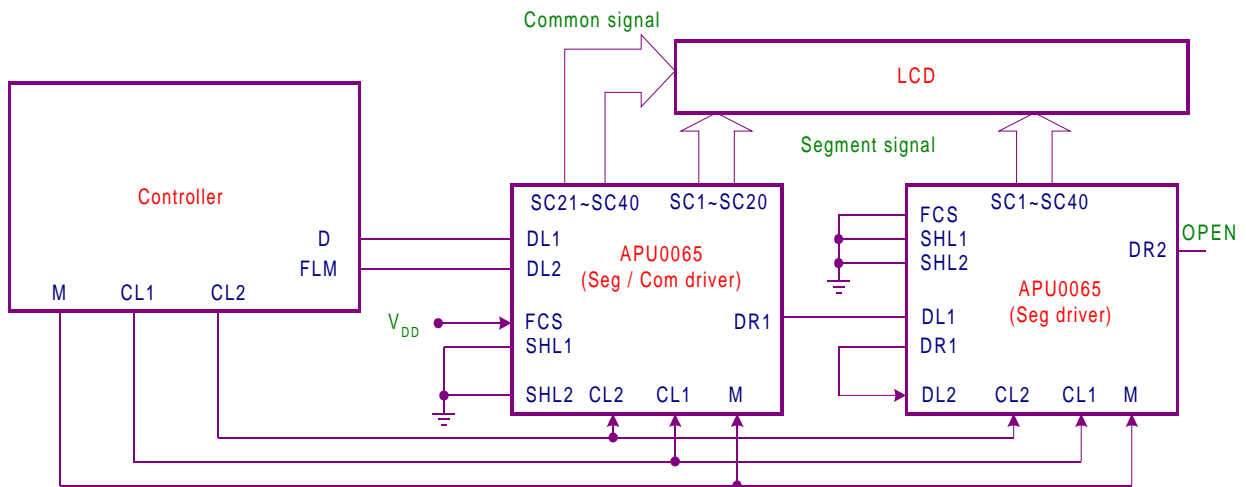 Common signal
LCD
Segment signal
Controller
D
FLM
M CL1 CL2
SC21~SC40 SC1~SC20
DL1
DL2
APU0065
(Seg / Com driver)
VDD
FCS
SHL1
SHL2 CL2 CL1 M
DR1
SC1~SC40
FCS
SHL1
SHL2
DR2
OPEN
APU0065
(Seg driver)
DL1
DR1
DL2 CL2 CL1 M